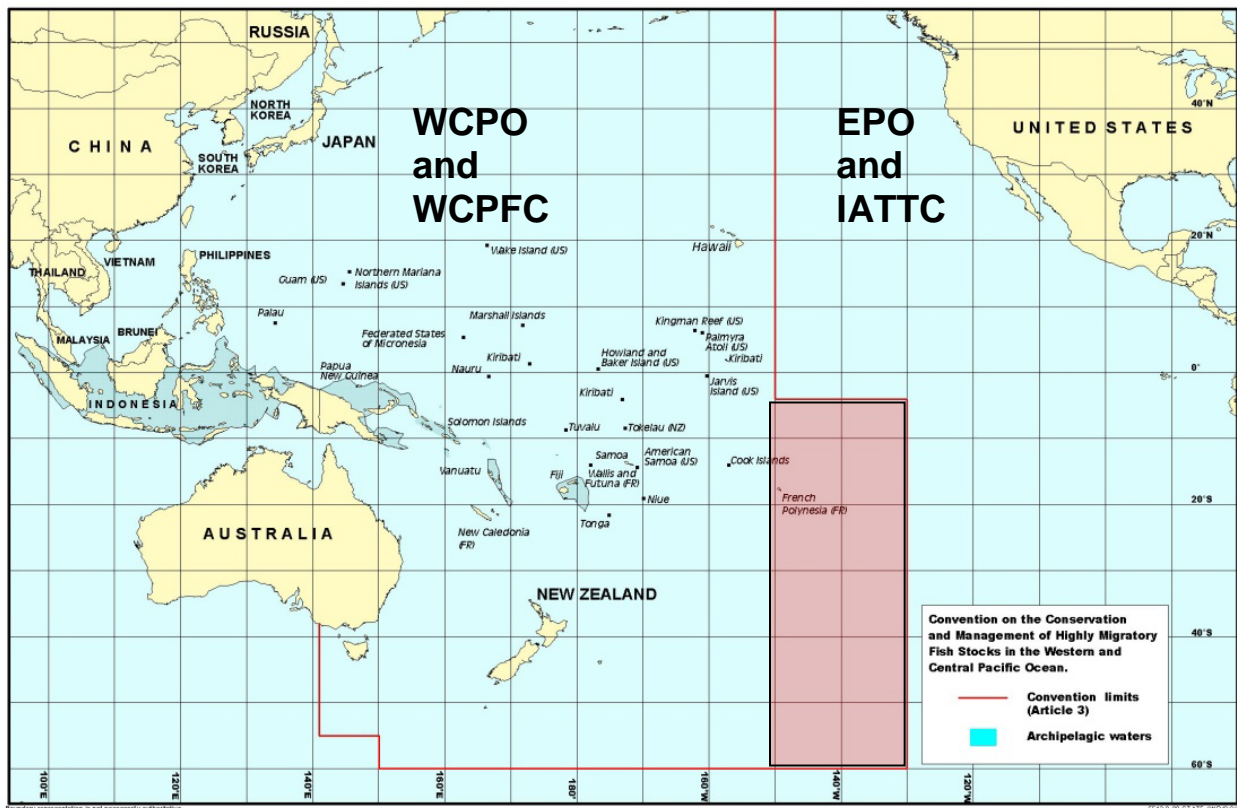 RUSSIA
NORTH
KOREA
CHINA
JAPAN
SOUTH
KOREA
WCPO
and
WCPFC
EPO
and
IATTC
UNITED STATES
40°N
20°N
0°
20°S
40°S
60°S
Hawaii
Wake Island (US)
PHILIPPINES
VIETNAM
THAILAND
Northern Mariana
Islands (US)
Guam (US)
Palau
Marshall Islands
Kingman Reef (US)
Palmyra
Atoll (US)
Kiribati
MALAYSIA
BRUNEI
Federated States
of Micronesia
Kiribati
Howland and
Baker Island (US)
Nauru
Papua
New Guinea
Jarvis
Island (US)
INDONESIA
Kiribati
Solomon Islands
Tuvalu
Tokelau (NZ)
Samoa
American
Samoa (US)
Cook Islands
Vanuatu
Fiji
Wallis and
Futuna (FR)
Niue
French
Polynesia (FR)
Tonga
New Caledonia
(FR)
AUSTRALIA
NEW ZEALAND
Convention on the Conservation
and Management of Highly Migratory
Fish Stocks in the Western and
Central Pacific Ocean.
Convention limits
(Article 3)
Archipelagic waters
100°E
120°E
140°E
160°E
180°
160°W
140°W
120°W